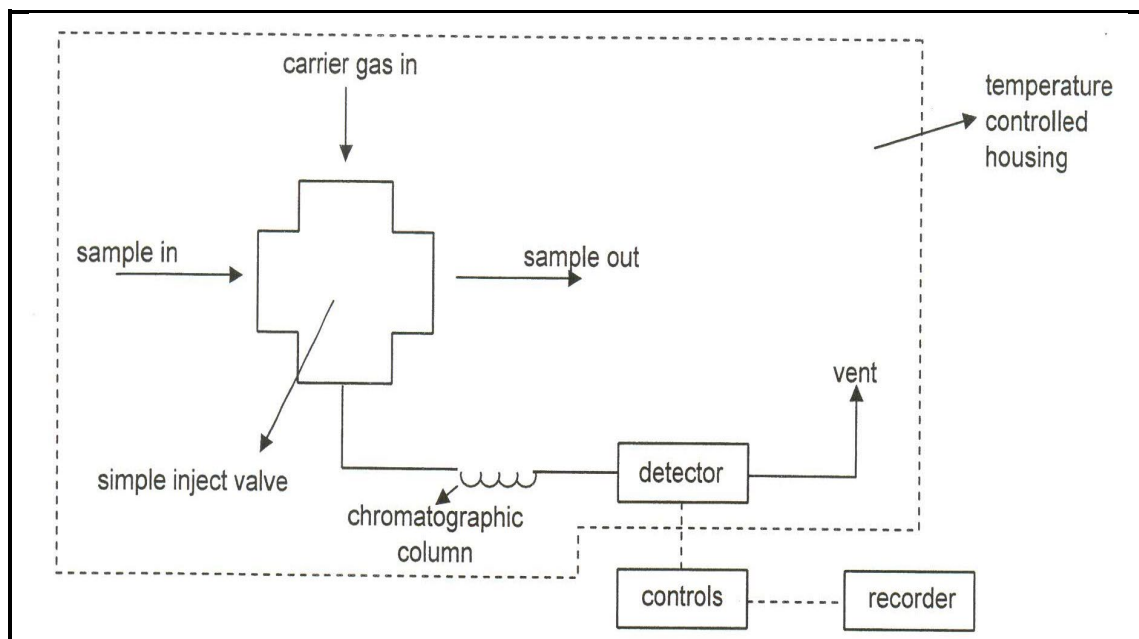 carrier gas in
temperature
controlled
housing
sample in
sample out
vent
simple inject valve
detector
chromatographic
column
controls
recorder